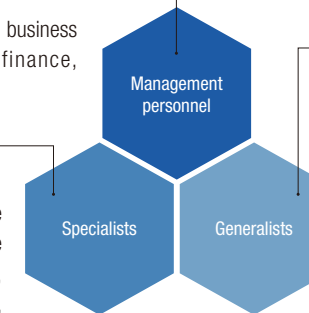 business
finance,
Management
personnel
Specialists
Generalists